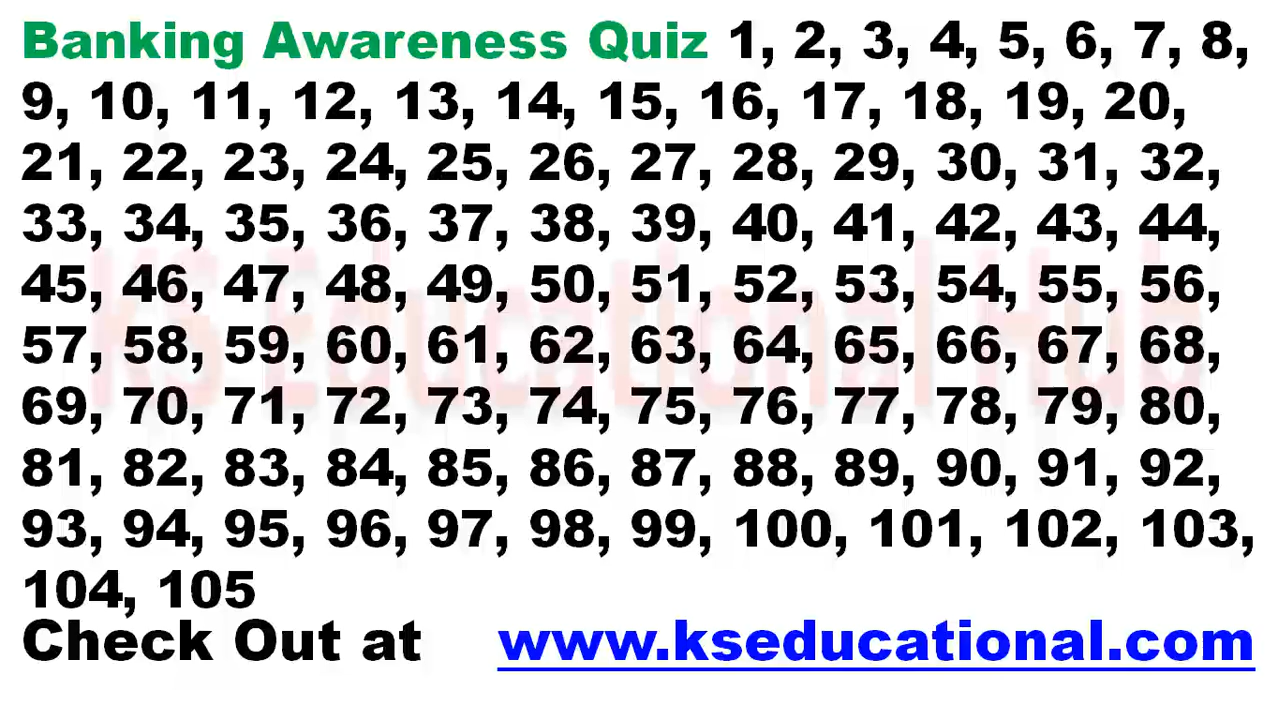 Banking Awareness Quiz 1, 2, 3, 4, 5, 6, 7, 8,
9, 10, 11, 12, 13, 14, 15, 16, 17, 18, 19, 20,
21, 22, 23, 24, 25, 26, 27, 28, 29, 30, 31, 32,
33, 34, 35, 36, 37, 38, 39, 40, 41, 42, 43, 44,
45, 46, 47, 48, 49, 50, 51, 52, 53, 54, 55, 56,
KS Educational Hub
57, 58, 59, 60, 61, 62, 63, 64, 65, 66, 67, 68,
69, 70, 71, 72, 73, 74, 75, 76, 77, 78, 79, 80,
81, 82, 83, 84, 85, 86, 87, 88, 89, 90, 91, 92,
93, 94, 95, 96, 97, 98, 99, 100, 101, 102, 103,
104, 105
Check Out at www.kseducational.com